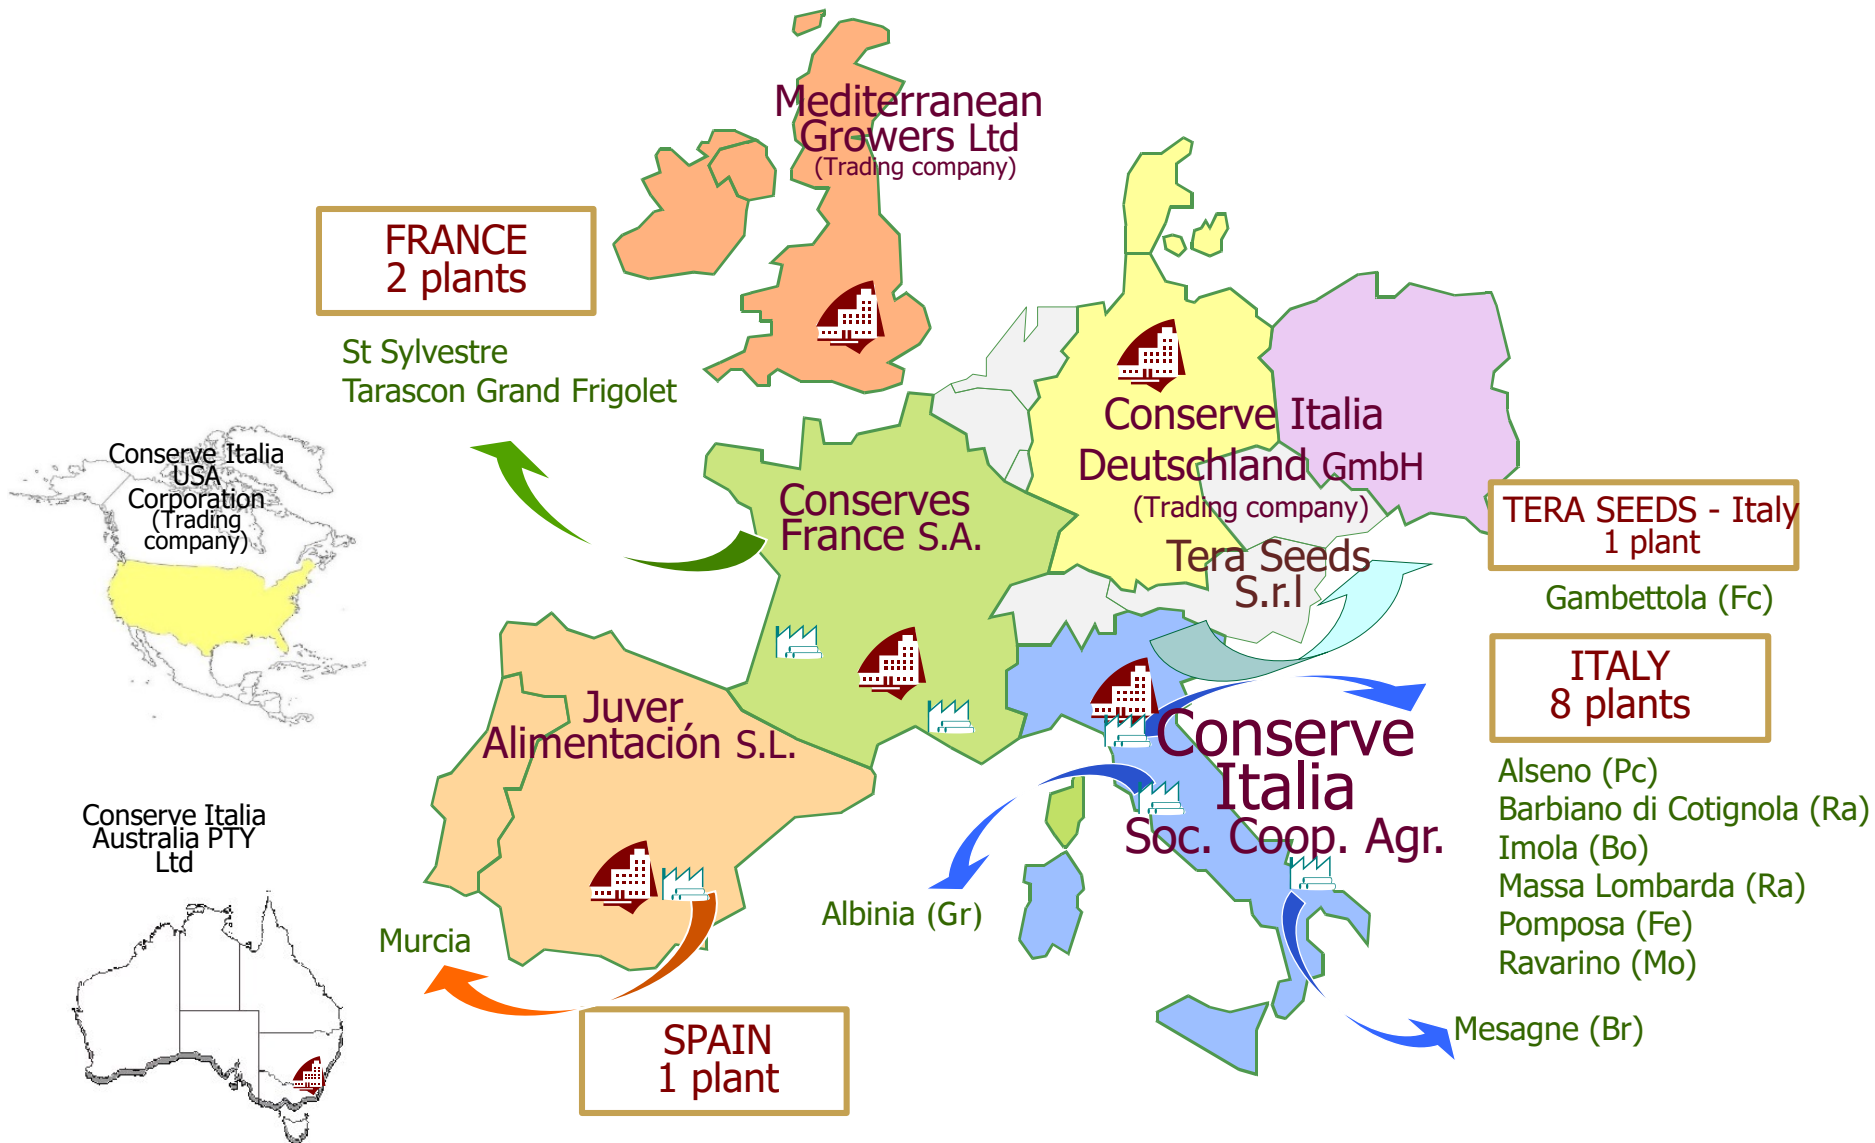 Mediterranean
Growers Ltd
(Trading company)
FRANCE
2 plants
St Sylvestre
Tarascon Grand Frigolet
Conserve Italia
USA
Corporation
(Trading
company)
Conserve Italia
Deutschland GmbH
(Trading company)
Conserves
France S.A.
TERA SEEDS - Italy
1 plant
Gambettola (Fc)
Tera Seeds
S.r.l
ITALY
8 plants
Alseno (Pc)
Barbiano di Cotignola (Ra)
Imola (Bo)
Massa Lombarda (Ra)
Pomposa (Fe)
Ravarino (Mo)
Juver
Alimentación S.L.
Conserve
Italia
Soc. Coop. Agr.
Conserve Italia
Australia PTY
Ltd
Albinia (Gr)
Murcia
SPAIN
1 plant
Mesagne (Br)